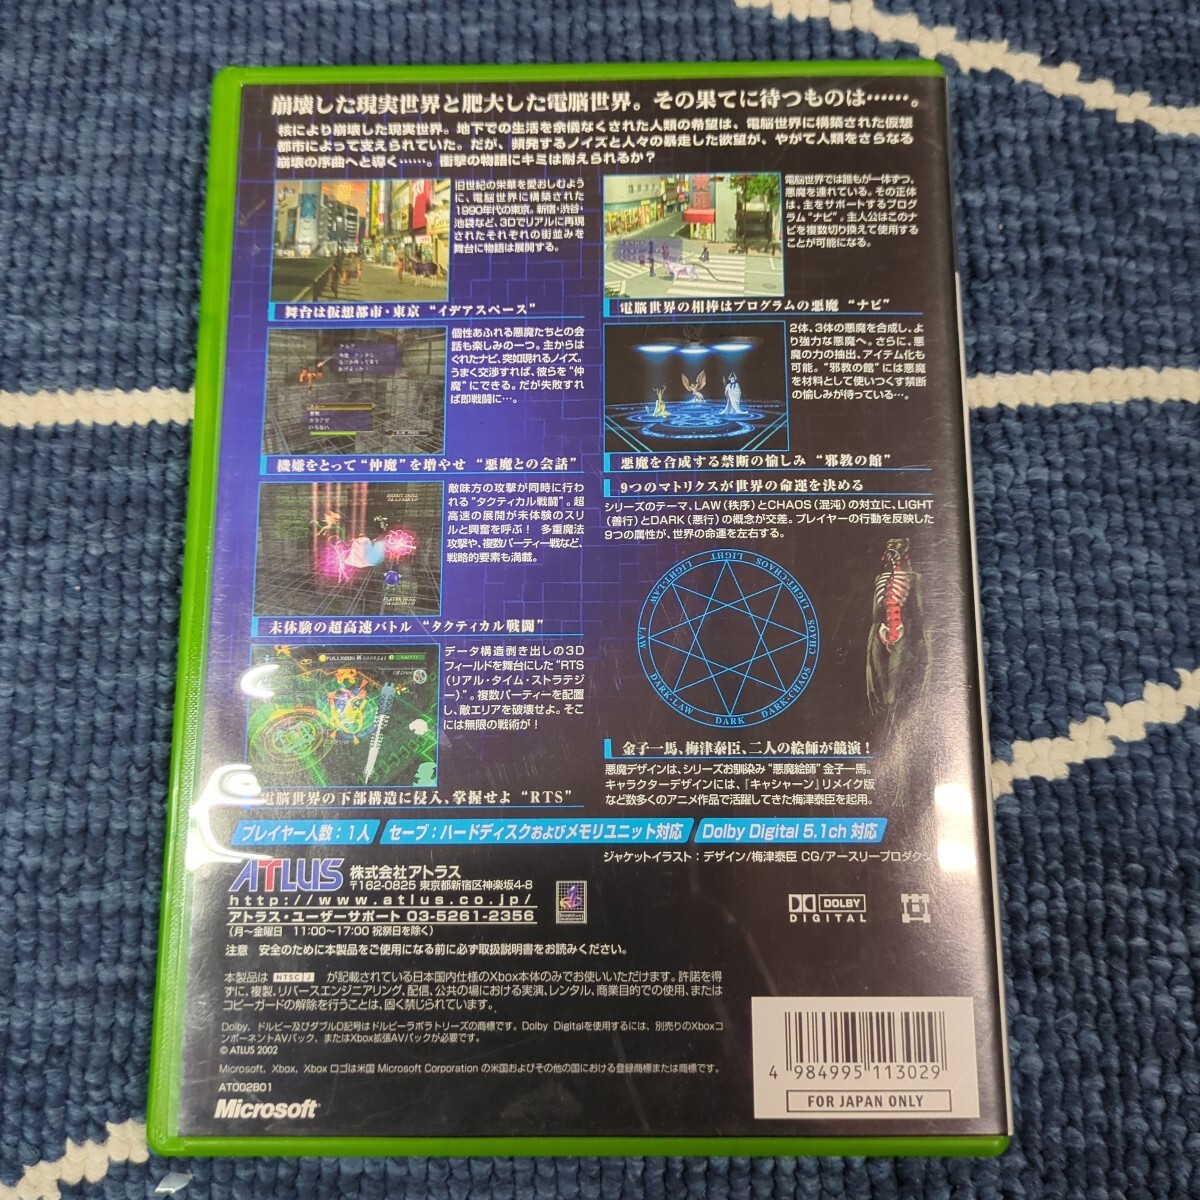 崩壊した現実世界と肥大した電脳世界。その果てに待つものは……。
核により崩壊した現実世界。地下での生活を余儀なくされた人類の希望は、電脳世界に構築された仮想
都市によって支えられていた。だが、頻発するノイズと人々の暴走した欲望が、やがて人類をさらなる
崩壊の序曲へと導く……。衝撃の物語にキミは耐えられるか?
旧世紀の栄華を愛おしむよう
に、電脳世界に構築された
1990年代の東京。新宿・渋谷・
池袋など、3Dでリアルに再現
されたそれぞれの街並みを
舞台に物語は展開する。
舞台は仮想都市・東京 “イデアスペース”
個性あふれる悪魔たちとの会
話も楽しみの一つ。主からは
ぐれたナビ、突如現れるノイズ。
うまく交渉すれば、彼らを“仲
魔”にできる。だが失敗すれ
ば即戦闘に…。
機嫌をとって“仲魔”を増やせ “悪魔との会話”
敵味方の攻撃が同時に行わ
れる“タクティカル戦闘”。超
高速の展開が未体験のスリ
ルと興奮を呼ぶ! 多重魔法
攻撃や、複数パーティー戦など、
戦略的要素も満載。
未体験の超高速バトル “タクティカル戦闘”
データ構造剥き出しの3D
フィールドを舞台にした“RTS
(リアル・タイム・ストラテジ
ー)”。複数パーティーを配置
し、敵エリアを破壊せよ。そこ
には無限の戦術が!
電脳世界の下部構造に侵入、掌握せよ “RTS”
電脳世界では誰もが一体ずつ、
悪魔を連れている。その正体
は、主をサポートするプログ
ラム“ナビ”。主人公はこのナ
ビを複数切り換えて使用する
ことが可能になる。
電脳世界の相棒はプログラムの悪魔 “ナビ”
2体、3体の悪魔を合成し、よ
り強力な悪魔へ。さらに、悪
魔の力の抽出、アイテム化も
可能。“邪教の館”には悪魔
を材料として使いつくす禁断
の愉しみが待っている…。
悪魔を合成する禁断の愉しみ “邪教の館”
9つのマトリクスが世界の命運を決める
シリーズのテーマ、LAW(秩序)とCHAOS(混沌)の対立に、LIGHT
(善行)とDARK(悪行)の概念が交差。プレイヤーの行動を反映した
9つの属性が、世界の命運を左右する。
LIGHT
LIGHT-CHAOS
CHAOS
DARK-CHAOS
DARK
DARK-LAW
LAW
LIGHT-LAW
金子一馬、梅津泰臣、二人の絵師が競演!
悪魔デザインは、シリーズお馴染み“悪魔絵師”金子一馬。
キャラクターデザインには、『キャシャーン』リメイク版
など数多くのアニメ作品で活躍してきた梅津泰臣を起用。
プレイヤー人数:1人
セーブ:ハードディスクおよびメモリユニット対応
Dolby Digital 5.1ch 対応
ジャケットイラスト:デザイン/梅津泰臣 CG/アースリープロダクシ
ATLUS 株式会社アトラス
〒162-0825 東京都新宿区神楽坂4-8
http://www.atlus.co.jp/
アトラス・ユーザーサポート 03-5261-2356
(月~金曜日 11:00~17:00 祝祭日を除く)
DOLBY
DIGITAL
注意 安全のために本製品をご使用になる前に必ず取扱説明書をお読みください。
本製品は NTSC J が記載されている日本国内仕様のXbox本体のみでお使いいただけます。許諾を得
ずに、複製、リバースエンジニアリング、配信、公共の場における実演、レンタル、商業目的での使用、または
コピーガードの解除を行うことは、固く禁じられています。
Dolby、ドルビー及びダブルD記号はドルビーラボラトリーズの商標です。Dolby Digitalを使用するには、別売りのXboxコ
ンポーネントAVパック、またはXbox拡張AVパックが必要です。
© ATLUS 2002
Microsoft、Xbox、Xbox ロゴは米国 Microsoft Corporation の米国およびその他の国における登録商標または商標です。
AT002B01
Microsoft
4 984995 113029
FOR JAPAN ONLY